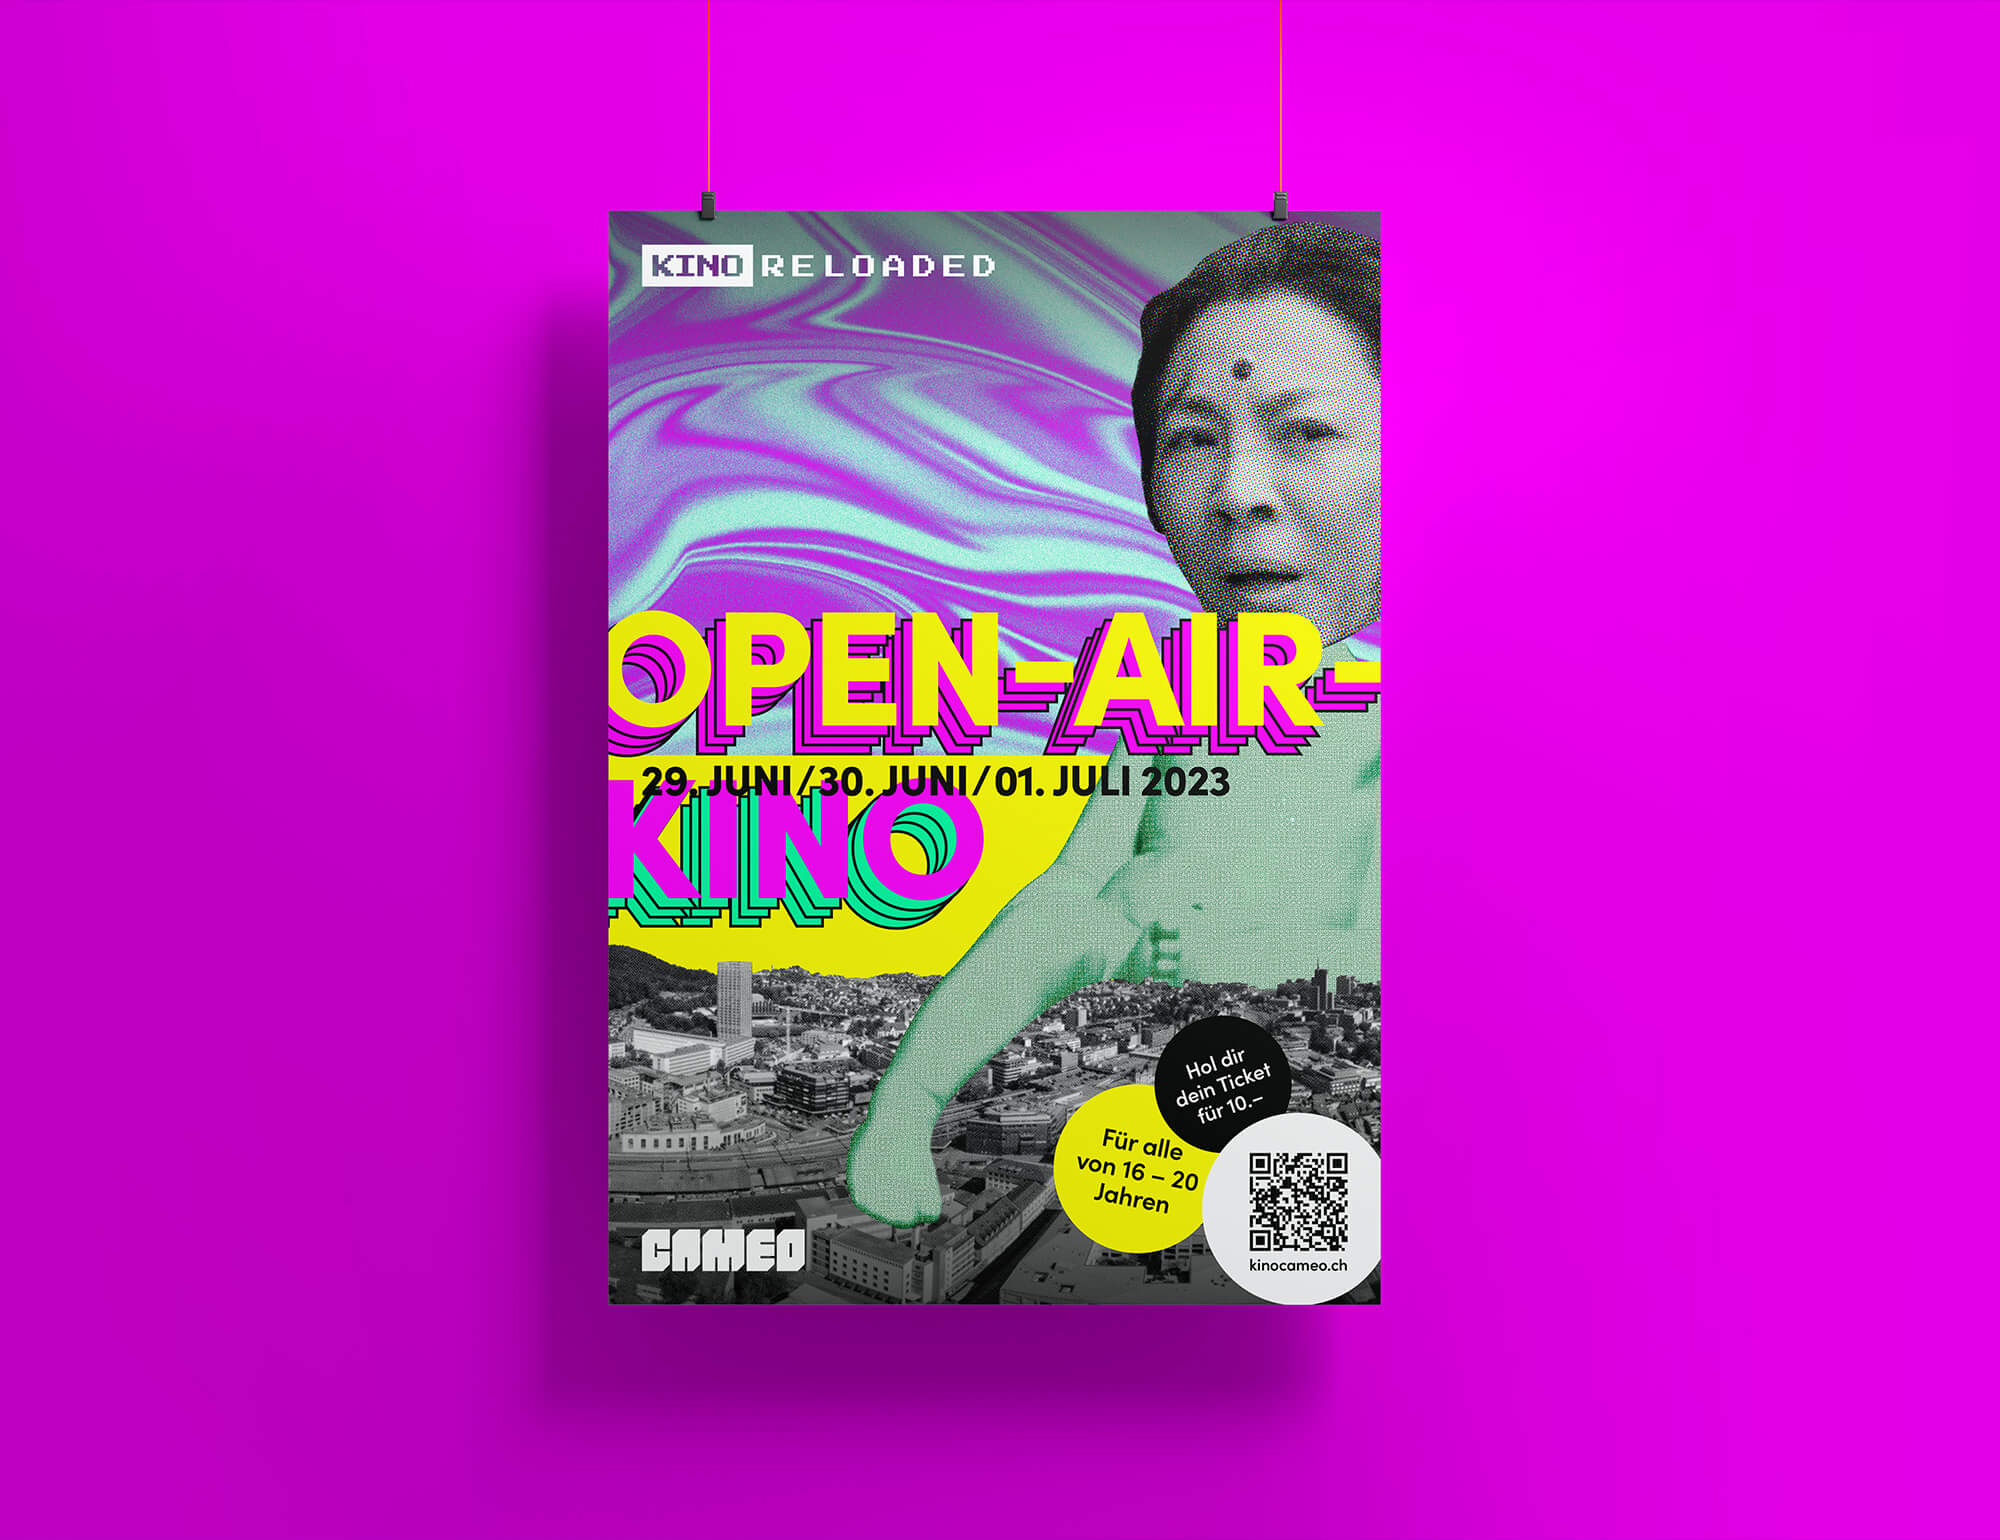 KINO RELOADED
OPEN-AIR-
29. JUNI/30. JUNI/01. JULI 2023
KINO
Hol dir
dein Ticket
für 10.–
Für alle
von 16 – 20
Jahren
kinocameo.ch
CAMEO